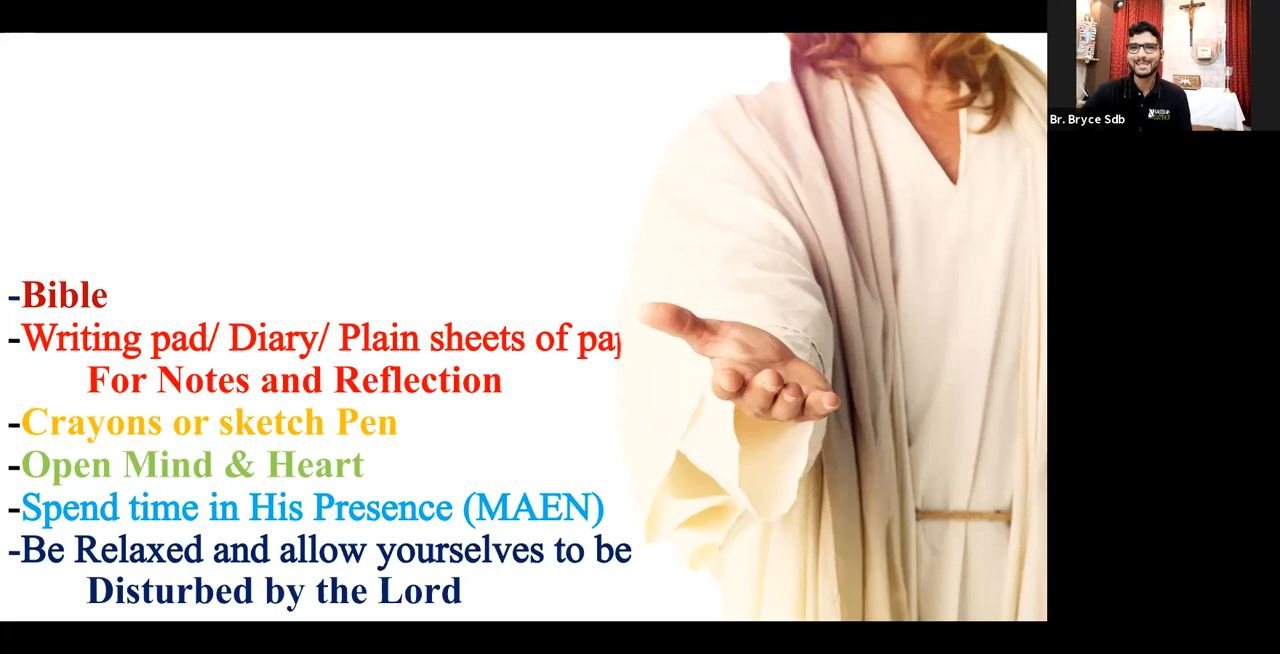 Br. Bryce Sdb
-Bible
-Writing pad/ Diary/ Plain sheets of
For Notes and Reflection
-Crayons or sketch Pen
-Open Mind & Heart
-Spend time in His Presence (MAEN)
-Be Relaxed and allow yourselves to be
Disturbed by the Lord